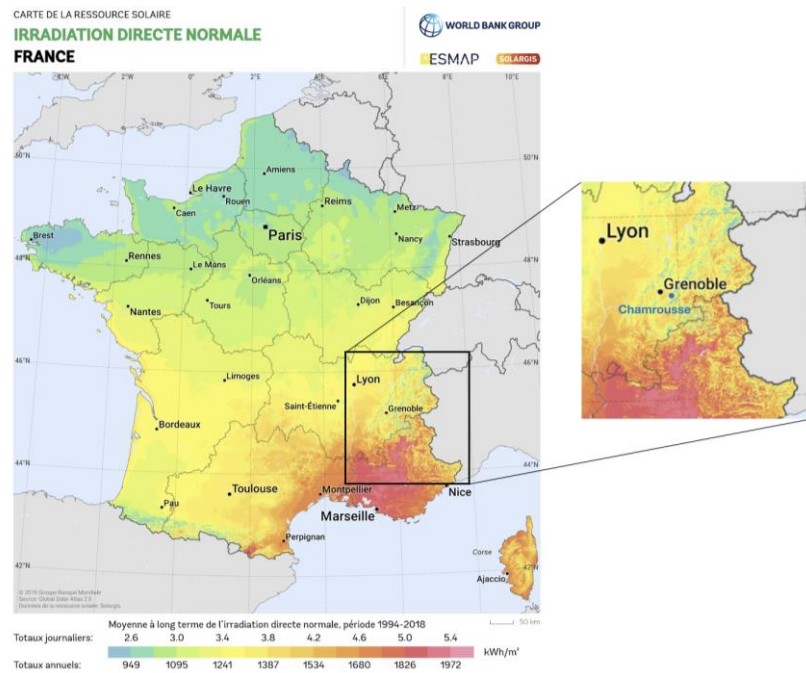 CARTE DE LA RESSOURCE SOLAIRE
IRRADIATION DIRECTE NORMALE
FRANCE
WORLD BANK GROUP
ESMAP
SOLARGIS
4°W
2°W
0°
2°E
4°E
6°E
8°E
10°E
50°N
50°N
48°N
48°N
46°N
46°N
44°N
44°N
42°N
42°N
Amiens
Le Havre
Rouen
Caen
Reims
Metz
Paris
Nancy
Strasbourg
Brest
Rennes
Le Mans
Orléans
Nantes
Tours
Dijon
Besançon
Limoges
Lyon
Saint-Étienne
Grenoble
Bordeaux
Toulouse
Montpellier
Nice
Pau
Marseille
Perpignan
Corse
Ajaccio
Lyon
Grenoble
Chamrousse
© 2019 Groupe Banque Mondiale
Source: Global Solar Atlas 2.0
Données de la ressource solaire: Solargis
50 km
Moyenne à long terme de l'irradiation directe normale, période 1994-2018
Totaux journaliers: 2.6 3.0 3.4 3.8 4.2 4.6 5.0 5.4
kWh/m²
Totaux annuels: 949 1095 1241 1387 1534 1680 1826 1972